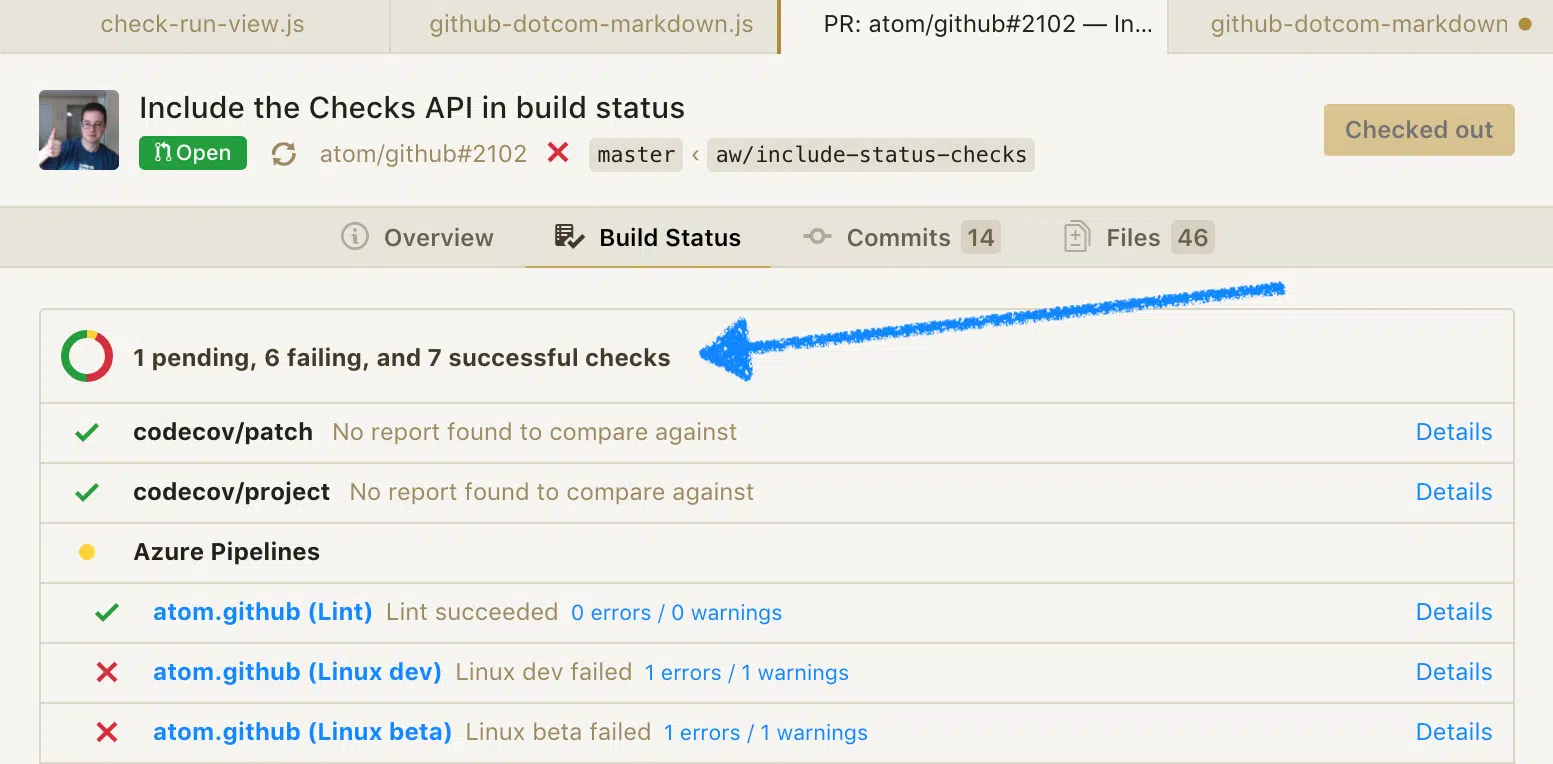 check-run-view.js
github-dotcom-markdown.js
PR: atom/github#2102 — In...
github-dotcom-markdown
Include the Checks API in build status
Open atom/github#2102 master ‹ aw/include-status-checks
Checked out
Overview
Build Status
Commits 14
Files 46
1 pending, 6 failing, and 7 successful checks
codecov/patch No report found to compare against Details
codecov/project No report found to compare against Details
Azure Pipelines
atom.github (Lint) Lint succeeded 0 errors / 0 warnings Details
atom.github (Linux dev) Linux dev failed 1 errors / 1 warnings Details
atom.github (Linux beta) Linux beta failed 1 errors / 1 warnings Details